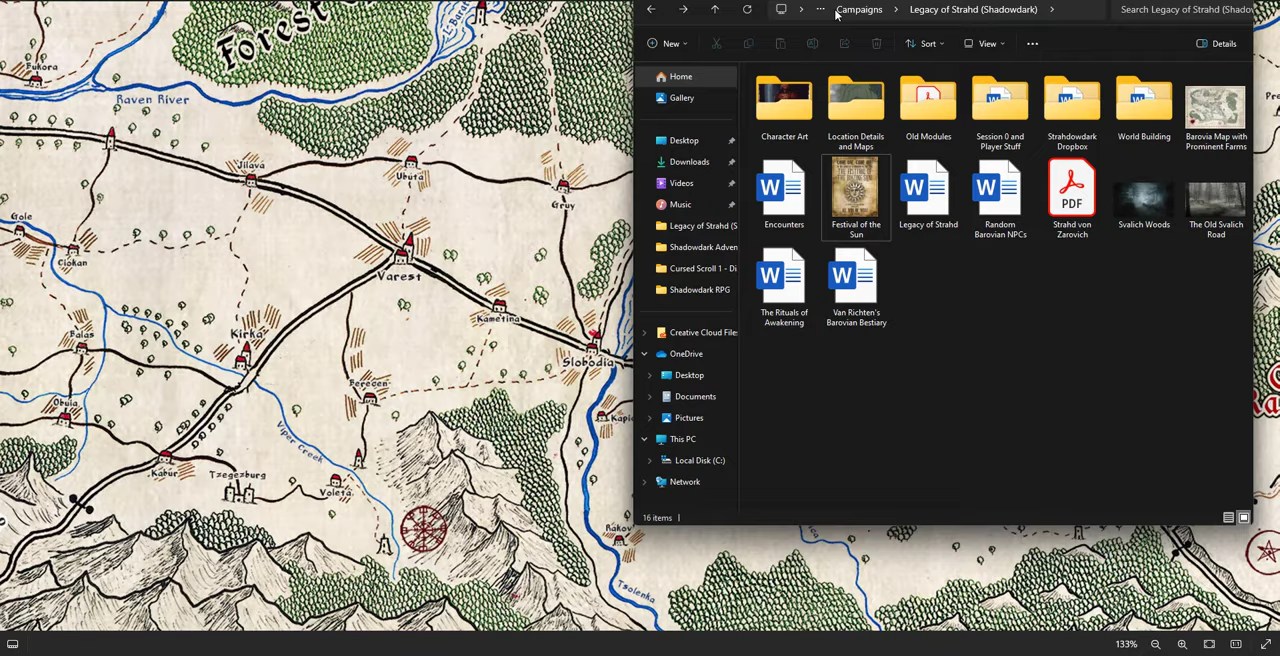 Forest
L.Bara
Fukora
Raven River
Jilava
Ubuta
Gruy
Gole
Ciokan
Varest
Kametina
Balas
Kirka
Slobodia
Beregen-
Obuia
Viper Creek
Kabur
Tzegezburg
Voleta
Rakov
Tsolenka
Campaigns
Legacy of Strahd (Shadowdark)
Search Legacy of Strahd (Shadow
New
Sort
View
Details
Home
Gallery
Desktop
Downloads
Videos
Music
Legacy of Strahd (S
Shadowdark Adven
Cursed Scroll 1 - Di
Shadowdark RPG
Creative Cloud Files
OneDrive
Desktop
Documents
Pictures
This PC
Local Disk (C:)
Network
Character Art
Location Details
and Maps
Old Modules
Session 0 and
Player Stuff
Strahdowdark
Dropbox
World Building
Barovia Map with
Prominent Farms
Encounters
Festival of the
Sun
Legacy of Strahd
Random
Barovian NPCs
PDF
Strahd von
Zarovich
Svalich Woods
The Old Svalich
Road
The Rituals of
Awakening
Van Richten's
Barovian Bestiary
16 items
133%